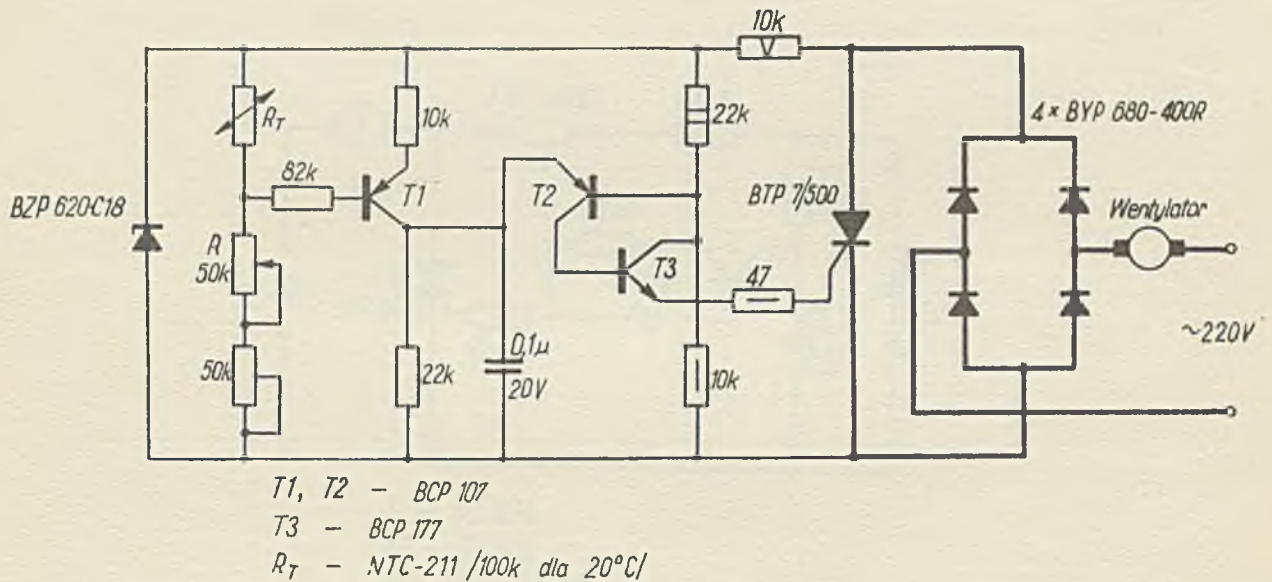 10k
R_T
10k
22k
4 × BYP 680-400R
82k
BZP 620-C18
T1
T2
BTP 7/500
Wentylator
R
50k
T3
47
50k
22k
0,1µ
20V
10k
~220V
T1, T2 — BCP 107
T3 — BCP 177
R_T — NTC-211 /100k dla 20°C/